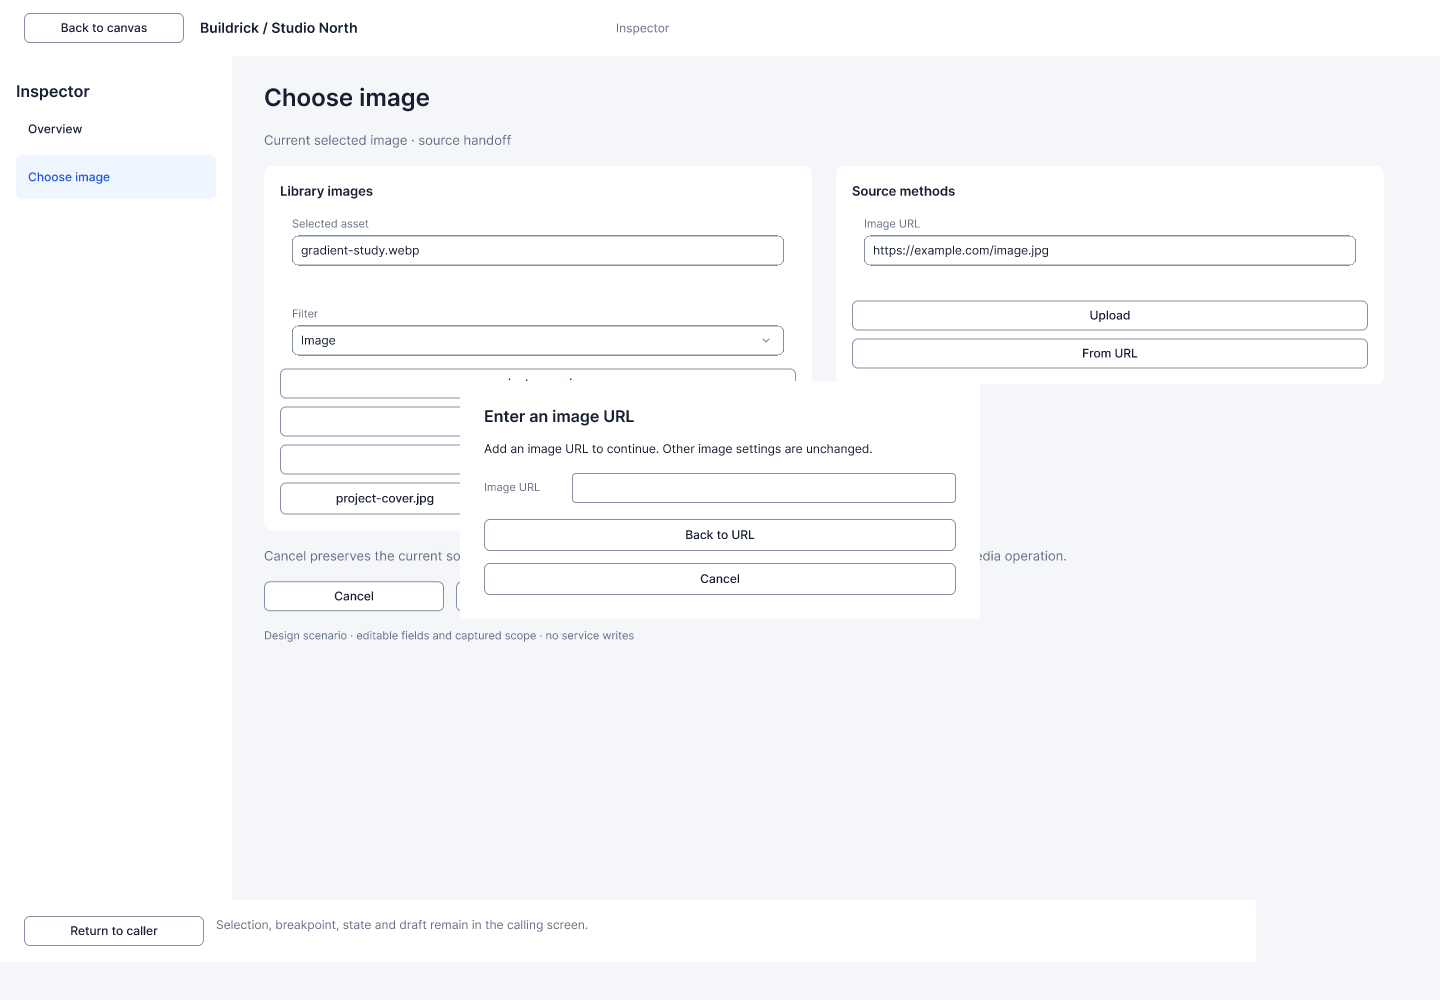 Back to canvas
Buildrick / Studio North
Inspector
Inspector
Overview
Choose image
Choose image
Current selected image · source handoff
Library images
Selected asset
gradient-study.webp
Filter
Image
project-cover.jpg
Source methods
Image URL
https://example.com/image.jpg
Upload
From URL
Enter an image URL
Add an image URL to continue. Other image settings are unchanged.
Image URL
Back to URL
Cancel
Cancel preserves the current
operation.
Cancel
Design scenario · editable fields and captured scope · no service writes
Return to caller
Selection, breakpoint, state and draft remain in the calling screen.